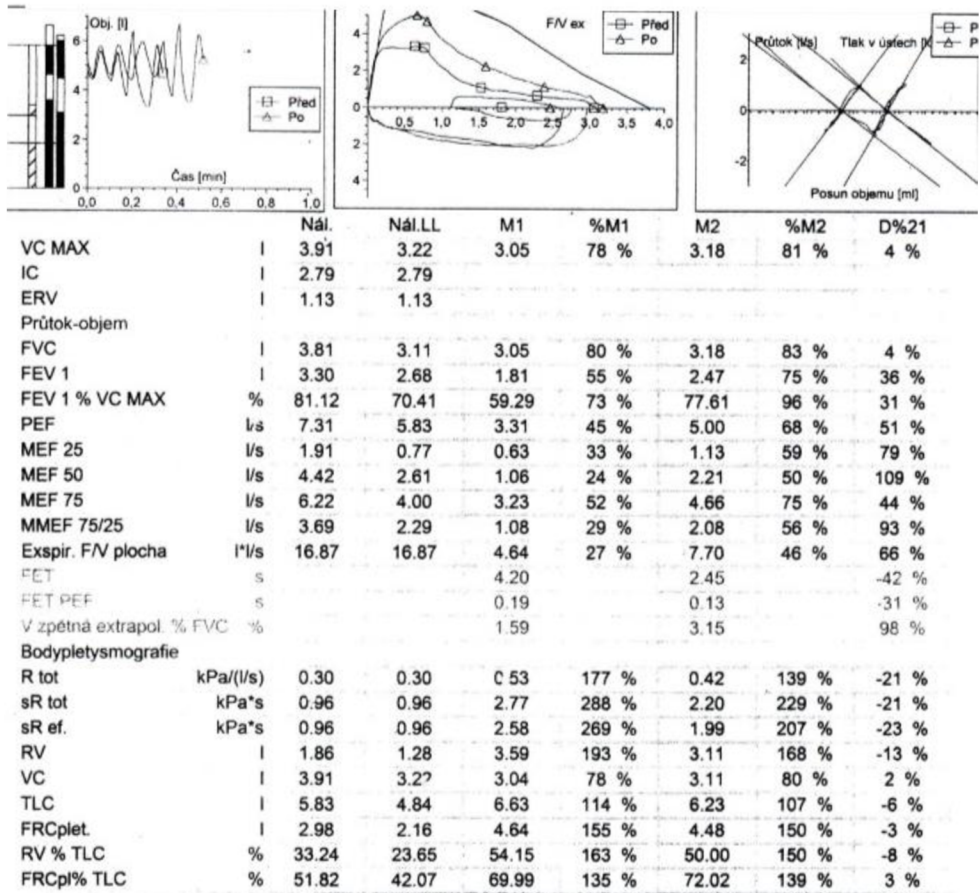 Obj. [l]
6
4
2
0
0,0 0,2 0,4 0,6 0,8 1,0
Čas [min]
Před
Po
F/V ex
4
2
0
2
4
0,5 1,0 1,5 2,0 2,5 3,0 3,5 4,0
Před
Po
Průtok [l/s] Tlak v ústech
2
0
-2
Posun objemu [ml]
Nál. Nál.LL M1 %M1 M2 %M2 D%21
VC MAX l 3.91 3.22 3.05 78 % 3.18 81 % 4 %
IC l 2.79 2.79
ERV l 1.13 1.13
Průtok-objem
FVC l 3.81 3.11 3.05 80 % 3.18 83 % 4 %
FEV 1 l 3.30 2.68 1.81 55 % 2.47 75 % 36 %
FEV 1 % VC MAX % 81.12 70.41 59.29 73 % 77.61 96 % 31 %
PEF l/s 7.31 5.83 3.31 45 % 5.00 68 % 51 %
MEF 25 l/s 1.91 0.77 0.63 33 % 1.13 59 % 79 %
MEF 50 l/s 4.42 2.61 1.06 24 % 2.21 50 % 109 %
MEF 75 l/s 6.22 4.00 3.23 52 % 4.66 75 % 44 %
MMEF 75/25 l/s 3.69 2.29 1.08 29 % 2.08 56 % 93 %
Exspir. F/V plocha l*l/s 16.87 16.87 4.64 27 % 7.70 46 % 66 %
FET s 4.20 2.45 -42 %
FET PEF s 0.19 0.13 -31 %
V zpětná extrapol. % FVC % 1.59 3.15 98 %
Bodypletysmografie
R tot kPa/(l/s) 0.30 0.30 0.53 177 % 0.42 139 % -21 %
sR tot kPa*s 0.96 0.96 2.77 288 % 2.20 229 % -21 %
sR ef. kPa*s 0.96 0.96 2.58 269 % 1.99 207 % -23 %
RV l 1.86 1.28 3.59 193 % 3.11 168 % -13 %
VC l 3.91 3.22 3.04 78 % 3.11 80 % 2 %
TLC l 5.83 4.84 6.63 114 % 6.23 107 % -6 %
FRCplet. l 2.98 2.16 4.64 155 % 4.48 150 % -3 %
RV % TLC % 33.24 23.65 54.15 163 % 50.00 150 % -8 %
FRCpl% TLC % 51.82 42.07 69.99 135 % 72.02 139 % 3 %